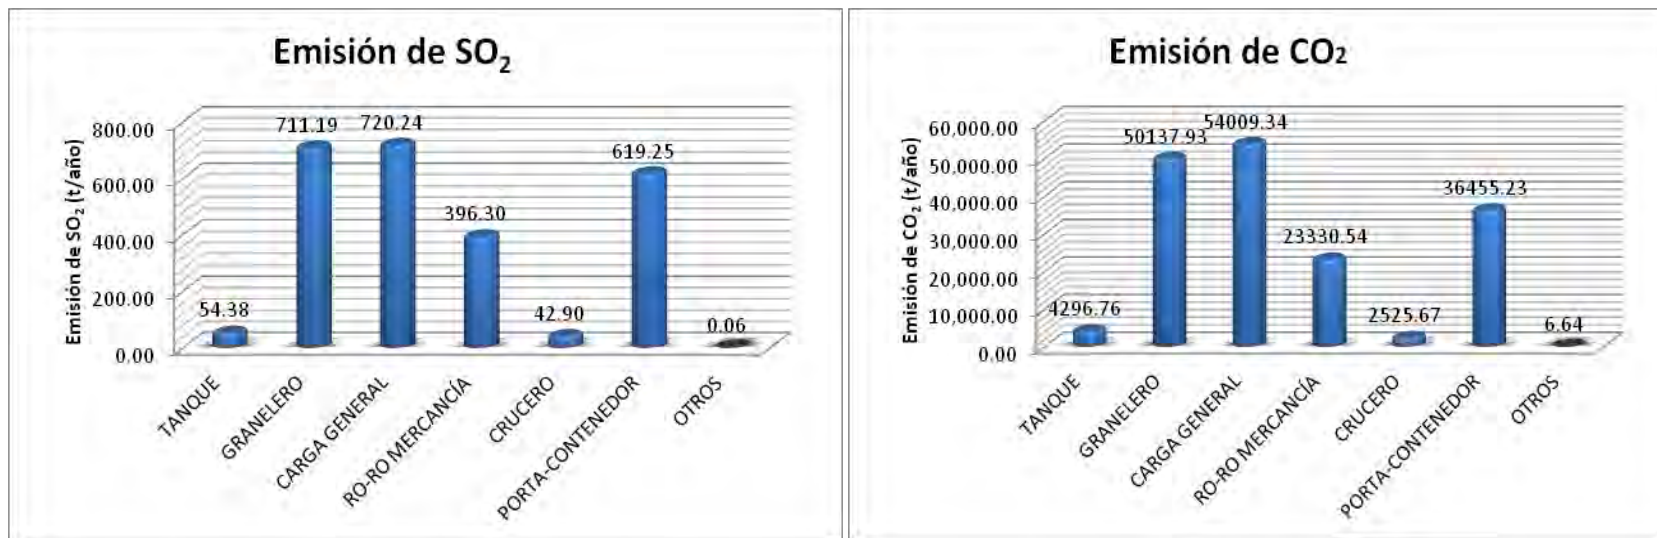 Emisión de SO₂
Emisión de SO₂ (t/año)
800.00
600.00
400.00
200.00
0.00
54.38
711.19
720.24
396.30
42.90
619.25
0.06
TANQUE
GRANELERO
CARGA GENERAL
RO-RO MERCANCÍA
CRUCERO
PORTA-CONTENEDOR
OTROS
Emisión de CO₂
Emisión de CO₂ (t/año)
60,000.00
50,000.00
40,000.00
30,000.00
20,000.00
10,000.00
0.00
4296.76
50137.93
54009.34
23330.54
2525.67
36455.23
6.64
TANQUE
GRANELERO
CARGA GENERAL
RO-RO MERCANCÍA
CRUCERO
PORTA-CONTENEDOR
OTROS